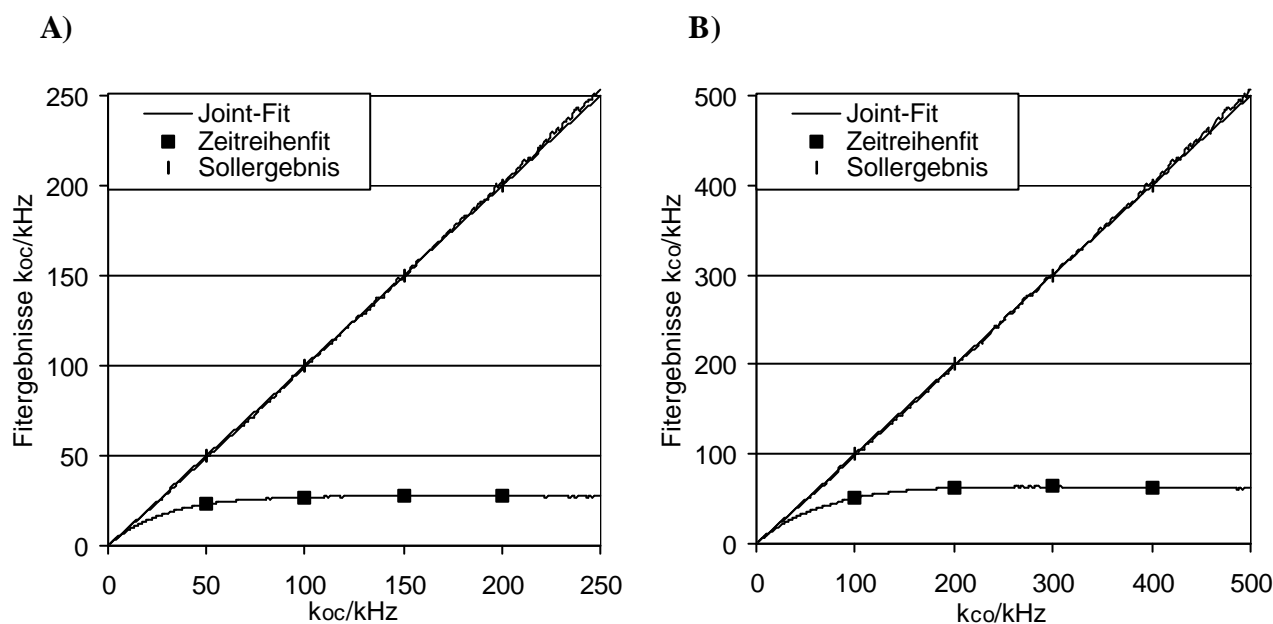 A)
250
200
150
100
50
0
Fitergebnisse koc/kHz
Joint-Fit
Zeitreihenfit
Sollergebnis
0 50 100 150 200 250
koc/kHz
B)
500
400
300
200
100
0
Fitergebnisse kco/kHz
Joint-Fit
Zeitreihenfit
Sollergebnis
0 100 200 300 400 500
kco/kHz